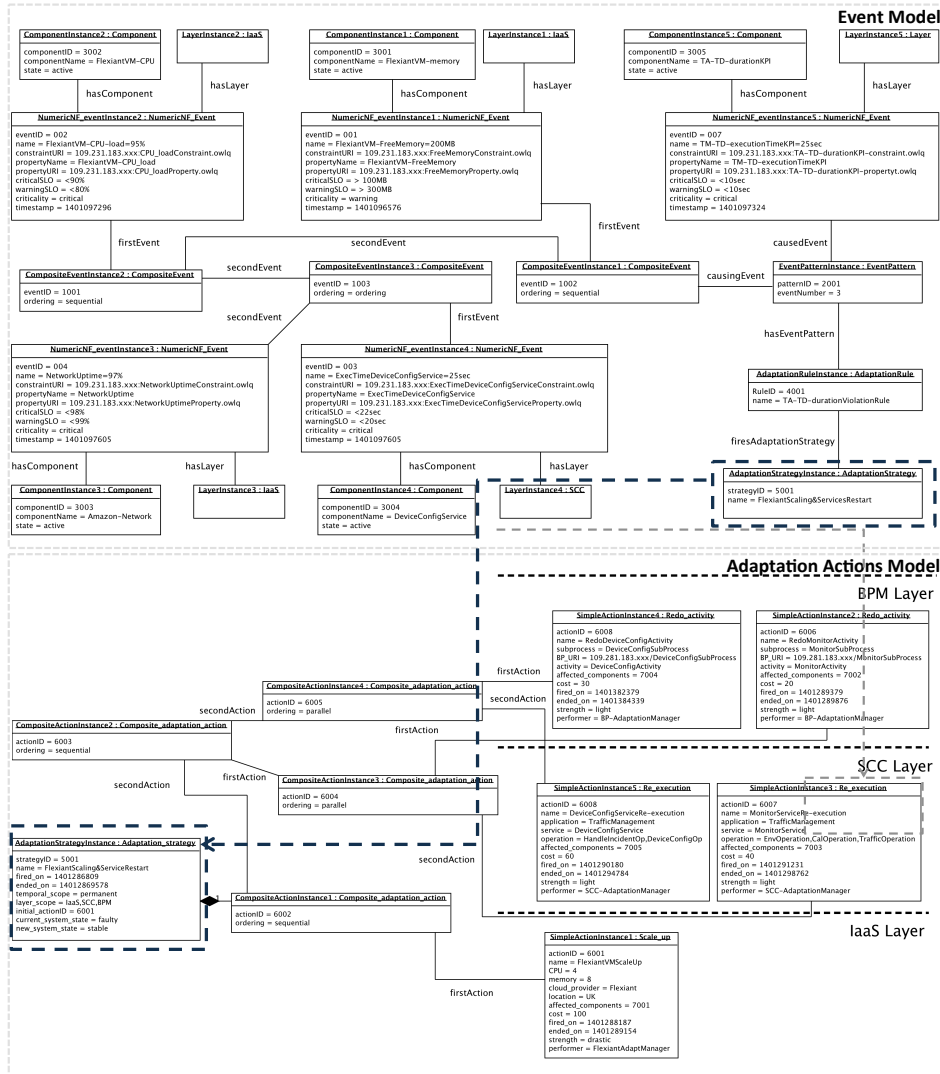 Event Model
ComponentInstance2 : Component
componentID = 3002
componentName = FlexiantVM-CPU
state = active
LayerInstance2 : IaaS
ComponentInstance1 : Component
componentID = 3001
componentName = FlexiantVM-memory
state = active
LayerInstance1 : IaaS
ComponentInstance5 : Component
componentID = 3005
componentName = TA-TD-durationKPI
state = active
LayerInstance5 : Layer
hasComponent
hasLayer
hasComponent
hasLayer
hasComponent
hasLayer
NumericNF_eventInstance2 : NumericNF_Event
eventID = 002
name = FlexiantVM-CPU-load=95%
constraintURI = 109.231.183.xxx:CPU_loadConstraint.owlq
propertyName = FlexiantVM-CPU_load
propertyURI = 109.231.183.xxx:CPU_loadProperty.owlq
criticalSLO = <90%
warningSLO = <80%
criticality = critical
timestamp = 1401097296
NumericNF_eventInstance1 : NumericNF_Event
eventID = 001
name = FlexiantVM-FreeMemory=200MB
constraintURI = 109.231.183.xxx:FreeMemoryConstraint.owlq
propertyName = FlexiantVM-FreeMemory
propertyURI = 109.231.183.xxx:FreeMemoryProperty.owlq
criticalSLO = > 100MB
warningSLO = > 300MB
criticality = warning
timestamp = 1401096576
NumericNF_eventInstance5 : NumericNF_Event
eventID = 007
name = TM-TD-executionTimeKPI=25sec
constraintURI = 109.231.183.xxx:TA-TD-durationKPI-constraint.owlq
propertyName = TM-TD-executionTimeKPI
propertyURI = 109.231.183.xxx:TA-TD-durationKPI-propertyt.owlq
criticalSLO = <10sec
warningSLO = <10sec
criticality = critical
timestamp = 1401097324
firstEvent
secondEvent
firstEvent
causedEvent
CompositeEventInstance2 : CompositeEvent
eventID = 1001
ordering = sequential
secondEvent
CompositeEventInstance3 : CompositeEvent
eventID = 1003
ordering = ordering
CompositeEventInstance1 : CompositeEvent
eventID = 1002
ordering = sequential
causingEvent
EventPatternInstance : EventPattern
patternID = 2001
eventNumber = 3
secondEvent
firstEvent
hasEventPattern
NumericNF_eventInstance3 : NumericNF_Event
eventID = 004
name = NetworkUptime=97%
constraintURI = 109.231.183.xxx:NetworkUptimeConstraint.owlq
propertyName = NetworkUptime
propertyURI = 109.231.183.xxx:NetworkUptimeProperty.owlq
criticalSLO = <98%
warningSLO = <99%
criticality = critical
timestamp = 1401097605
NumericNF_eventInstance4 : NumericNF_Event
eventID = 003
name = ExecTimeDeviceConfigService=25sec
constraintURI = 109.231.183.xxx:ExecTimeDeviceConfigServiceConstraint.owlq
propertyName = ExecTimeDeviceConfigService
propertyURI = 109.231.183.xxx:ExecTimeDeviceConfigServiceProperty.owlq
criticalSLO = <22sec
warningSLO = <20sec
criticality = critical
timestamp = 1401097605
AdaptationRuleInstance : AdaptationRule
RuleID = 4001
name = TA-TD-durationViolationRule
firesAdaptationStrategy
hasComponent
hasLayer
hasComponent
hasLayer
AdaptationStrategyInstance : AdaptationStrategy
strategyID = 5001
name = FlexiantScaling&ServicesRestart
ComponentInstance3 : Component
componentID = 3003
componentName = Amazon-Network
state = active
LayerInstance3 : IaaS
ComponentInstance4 : Component
componentID = 3004
componentName = DeviceConfigService
state = active
LayerInstance4 : SCC
Adaptation Actions Model
BPM Layer
SimpleActionInstance4 : Redo_activity
actionID = 6008
name = RedoDeviceConfigActivity
subprocess = DeviceConfigSubProcess
BP_URI = 109.281.183.xxx/DeviceConfigSubProcess
activity = DeviceConfigActivity
affected_components = 7004
cost = 30
fired_on = 1401382379
ended_on = 1401384339
strength = light
performer = BP-AdaptationManager
SimpleActionInstance2 : Redo_activity
actionID = 6006
name = RedoMonitorActivity
subprocess = MonitorSubProcess
BP_URI = 109.281.183.xxx/MonitorSubProcess
activity = MonitorActivity
affected_components = 7002
cost = 20
fired_on = 1401289379
ended_on = 1401289876
strength = light
performer = BP-AdaptationManager
firstAction
CompositeActionInstance4 : Composite_adaptation_action
actionID = 6005
ordering = parallel
secondAction
CompositeActionInstance2 : Composite_adaptation_action
actionID = 6003
ordering = sequential
firstAction
SCC Layer
firstAction
secondAction
CompositeActionInstance3 : Composite_adaptation_action
actionID = 6004
ordering = parallel
SimpleActionInstance5 : Re_execution
actionID = 6008
name = DeviceConfigServiceRe-execution
application = TrafficManagement
service = DeviceConfigService
operation = HandleIncidentOp,DeviceConfigOp
affected_components = 7005
cost = 60
fired_on = 1401290180
ended_on = 1401294784
strength = light
performer = SCC-AdaptationManager
SimpleActionInstance3 : Re_execution
actionID = 6007
name = MonitorServiceRe-execution
application = TrafficManagement
service = MonitorService
operation = EnvOperation,CalOperation,TrafficOperation
affected_components = 7003
cost = 40
fired_on = 1401291231
ended_on = 1401298762
strength = light
performer = SCC-AdaptationManager
AdaptationStrategyInstance : Adaptation_strategy
strategyID = 5001
name = FlexiantScaling&ServiceRestart
fired_on = 1401286809
ended_on = 14012869578
temporal_scope = permanent
layer_scope = IaaS,SCC,BPM
initial_actionID = 6001
current_system_state = faulty
new_system_state = stable
secondAction
CompositeActionInstance1 : Composite_adaptation_action
actionID = 6002
ordering = sequential
IaaS Layer
firstAction
SimpleActionInstance1 : Scale_up
actionID = 6001
name = FlexiantVMScaleUp
CPU = 4
memory = 8
cloud_provider = Flexiant
location = UK
affected_components = 7001
cost = 100
fired_on = 1401288187
ended_on = 1401289154
strength = drastic
performer = FlexiantAdaptManager